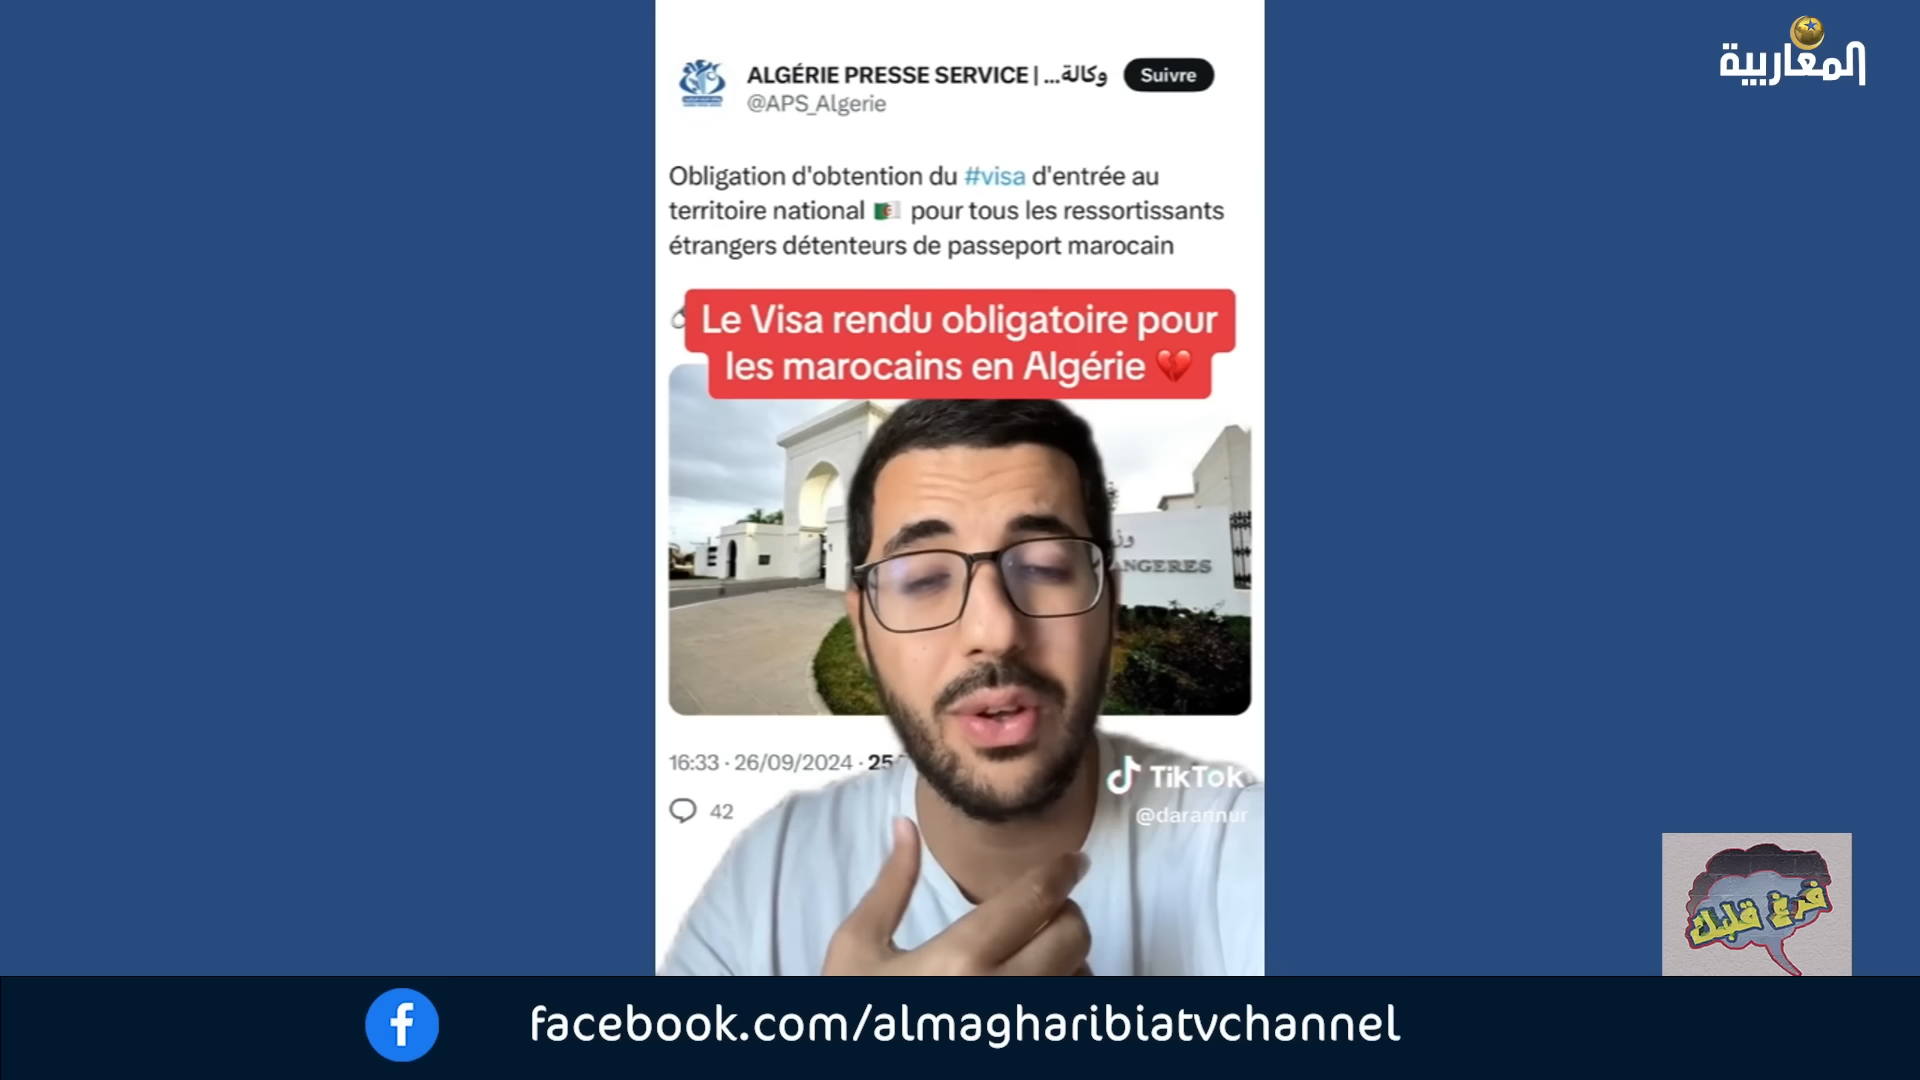 المغاربية
ALGÉRIE PRESSE SERVICE | ...وكالة
Suivre
@APS_Algerie
Obligation d'obtention du #visa d'entrée au
territoire national 🇩🇿 pour tous les ressortissants
étrangers détenteurs de passeport marocain
Le Visa rendu obligatoire pour
les marocains en Algérie 💔
ANGERES
16:33 · 26/09/2024 · 25
42
TikTok
@darannur
فرغ قلبك
facebook.com/almagharibiatvchannel